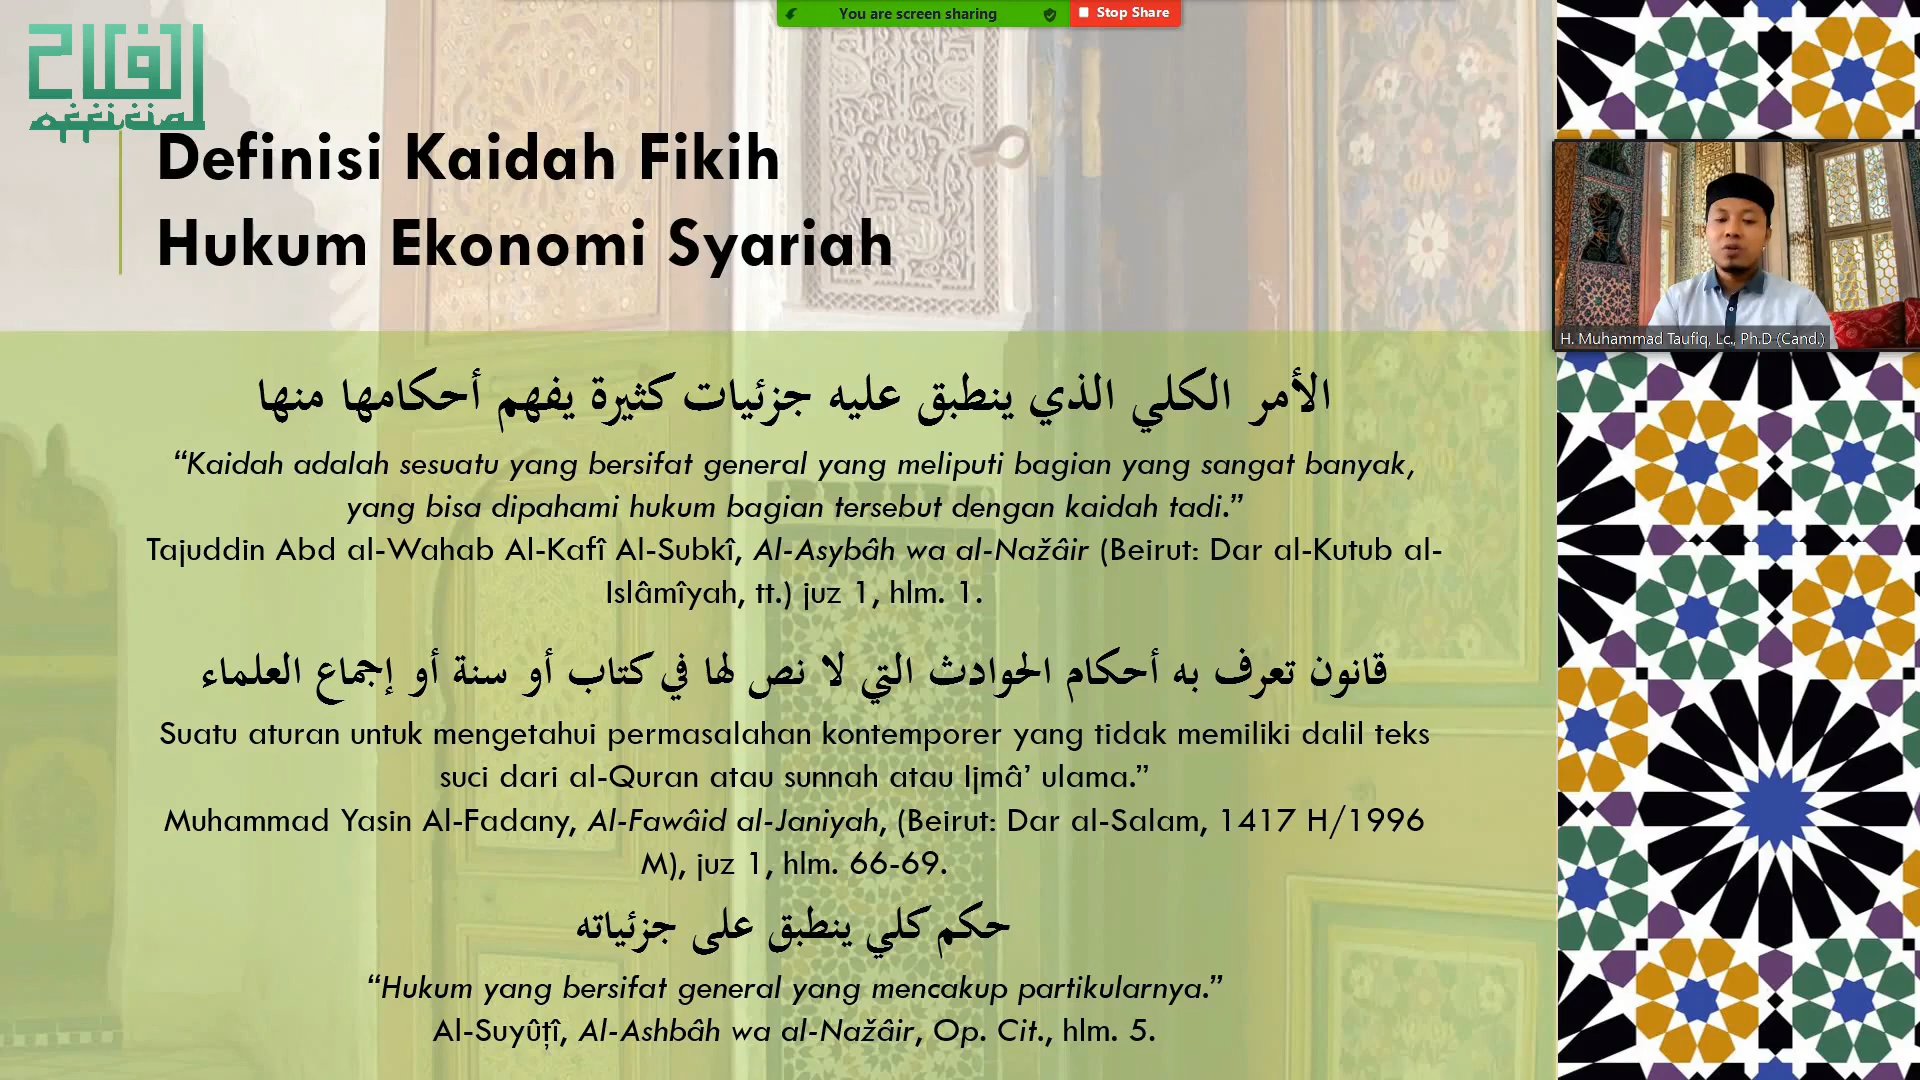 You are screen sharing
Stop Share
الفلاح
official
Definisi Kaidah Fikih
Hukum Ekonomi Syariah
H. Muhammad Taufiq, Lc., Ph.D (Cand.)
الأمر الكلي الذي ينطبق عليه جزئيات كثيرة يفهم أحكامها منها
“Kaidah adalah sesuatu yang bersifat general yang meliputi bagian yang sangat banyak,
yang bisa dipahami hukum bagian tersebut dengan kaidah tadi.”
Tajuddin Abd al-Wahab Al-Kafî Al-Subkî, Al-Asybâh wa al-Nažâir (Beirut: Dar al-Kutub al-
Islâmîyah, tt.) juz 1, hlm. 1.
قانون تعرف به أحكام الحوادث التي لا نص لها في كتاب أو سنة أو إجماع العلماء
Suatu aturan untuk mengetahui permasalahan kontemporer yang tidak memiliki dalil teks
suci dari al-Quran atau sunnah atau Ijmâ’ ulama.”
Muhammad Yasin Al-Fadany, Al-Fawâid al-Janiyah, (Beirut: Dar al-Salam, 1417 H/1996
M), juz 1, hlm. 66-69.
حكم كلي ينطبق على جزئياته
“Hukum yang bersifat general yang mencakup partikularnya.”
Al-Suyûțî, Al-Ashbâh wa al-Nažâir, Op. Cit., hlm. 5.